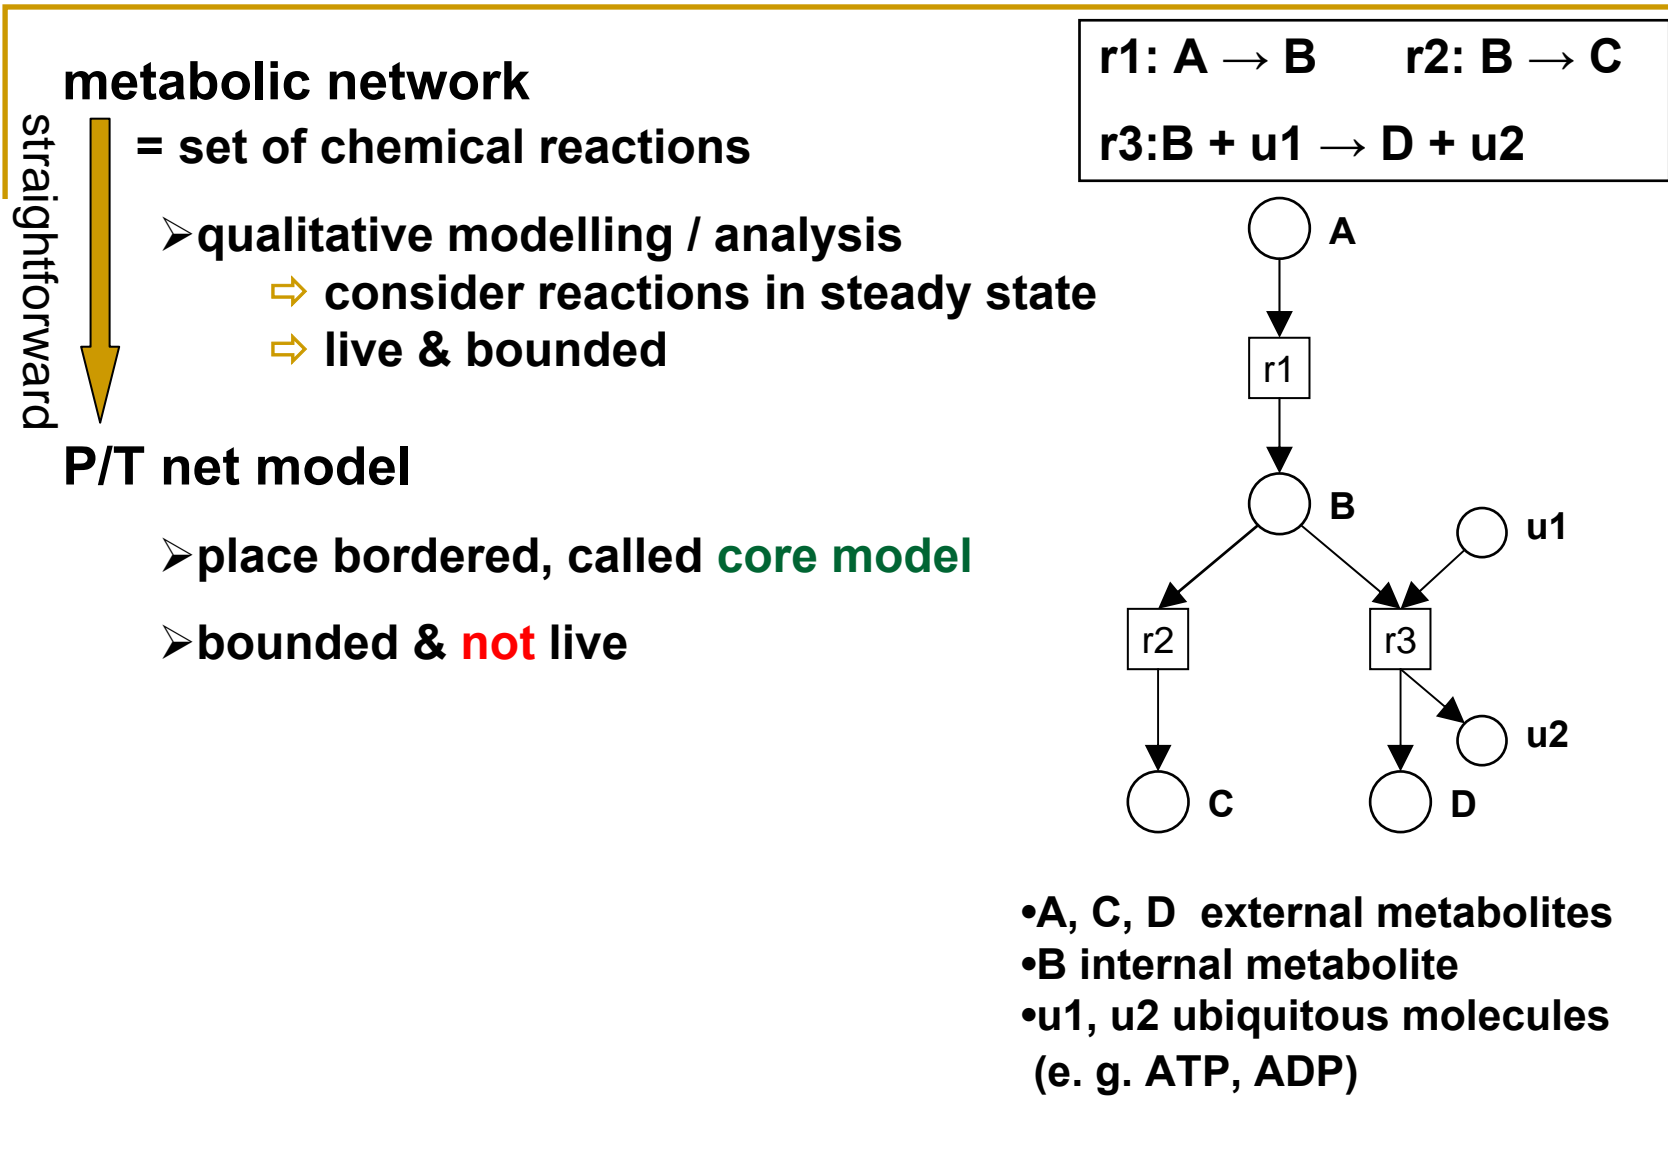 metabolic network
= set of chemical reactions
straightforward
➢qualitative modelling / analysis
⇨ consider reactions in steady state
⇨ live & bounded
P/T net model
➢place bordered, called core model
➢bounded & not live
r1: A → B r2: B → C
r3:B + u1 → D + u2
A
r1
B
u1
r2
r3
u2
C
D
•A, C, D external metabolites
•B internal metabolite
•u1, u2 ubiquitous molecules
(e. g. ATP, ADP)